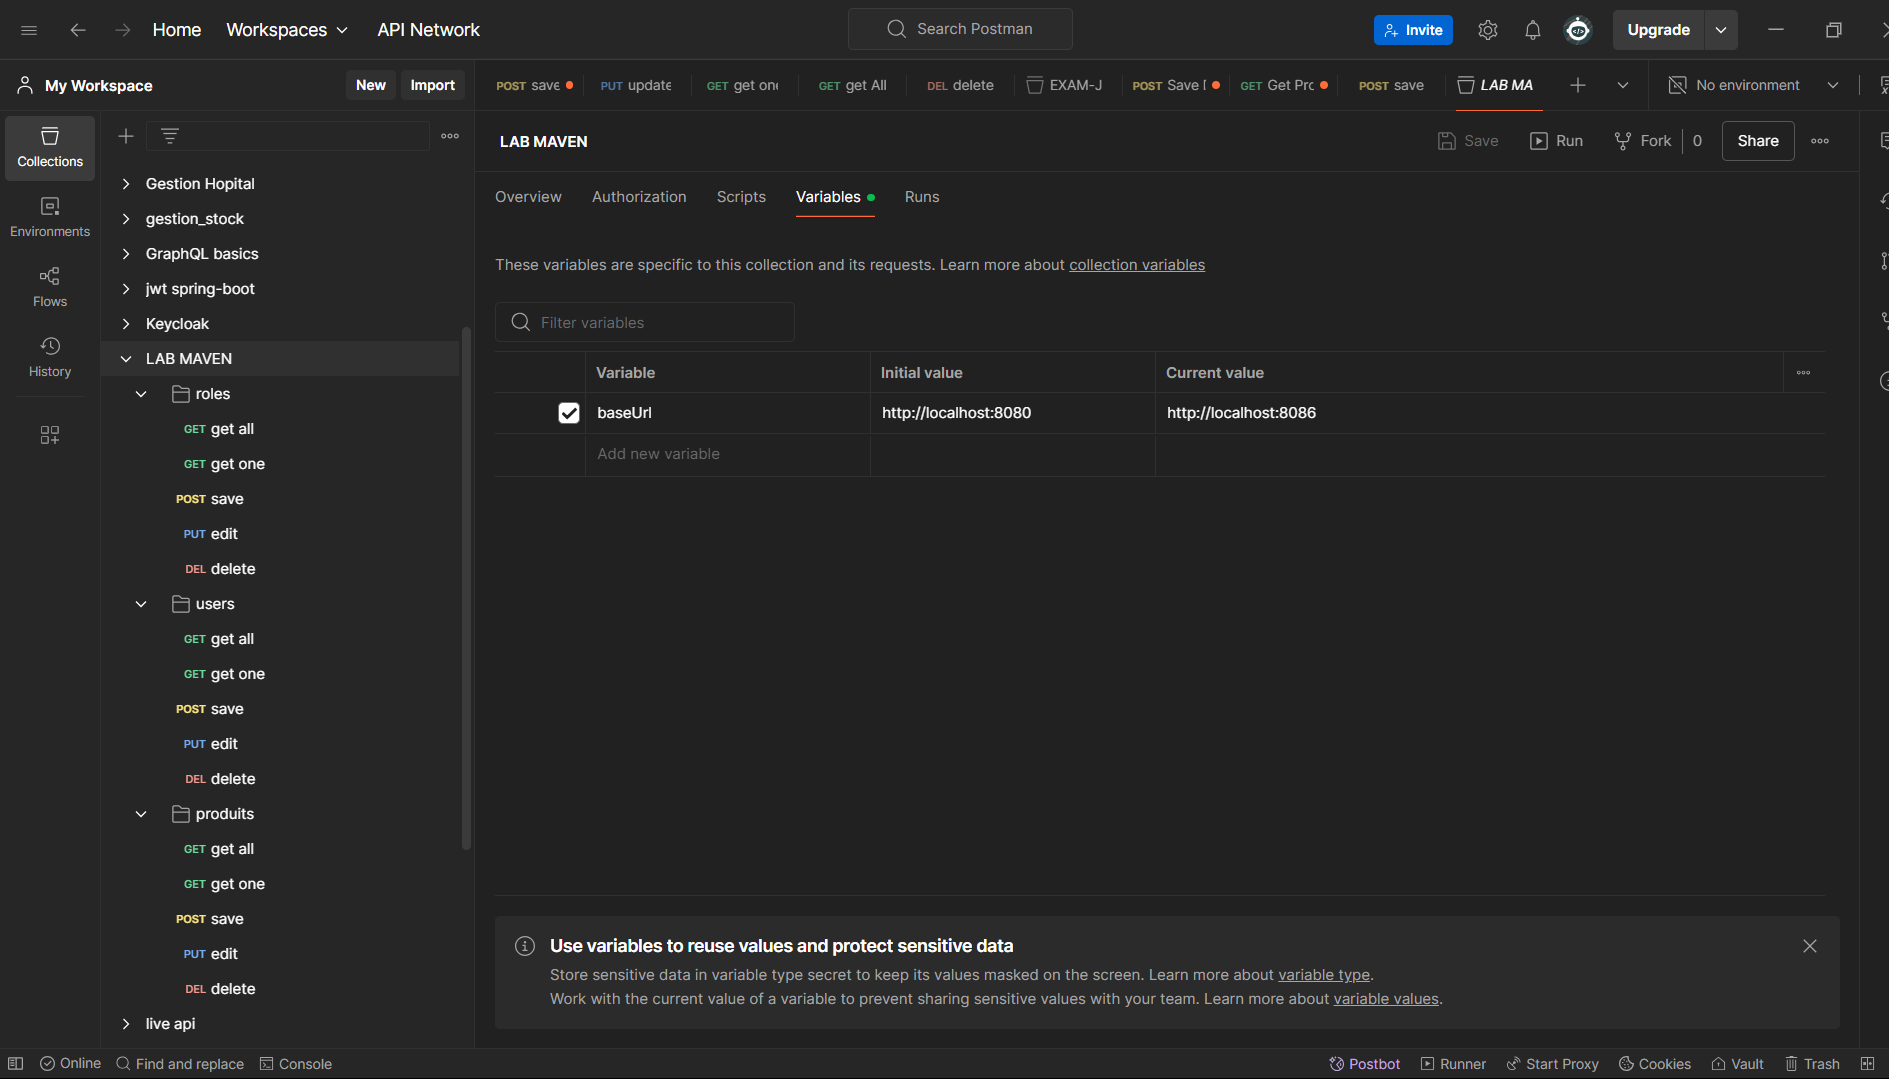 Home Workspaces API Network Search Postman Invite Upgrade
My Workspace New Import
POST save PUT update GET get one GET get All DEL delete EXAM-J POST Save GET Get Pro POST save LAB MA No environment
Collections
Environments
Flows
History
Gestion Hopital
gestion_stock
GraphQL basics
jwt spring-boot
Keycloak
LAB MAVEN
roles
GET get all
GET get one
POST save
PUT edit
DEL delete
users
GET get all
GET get one
POST save
PUT edit
DEL delete
produits
GET get all
GET get one
POST save
PUT edit
DEL delete
live api
LAB MAVEN Save Run Fork 0 Share
Overview Authorization Scripts Variables Runs
These variables are specific to this collection and its requests. Learn more about collection variables
Filter variables
Variable Initial value Current value
baseUrl http://localhost:8080 http://localhost:8086
Add new variable
Use variables to reuse values and protect sensitive data
Store sensitive data in variable type secret to keep its values masked on the screen. Learn more about variable type.
Work with the current value of a variable to prevent sharing sensitive values with your team. Learn more about variable values.
Online Find and replace Console Postbot Runner Start Proxy Cookies Vault Trash